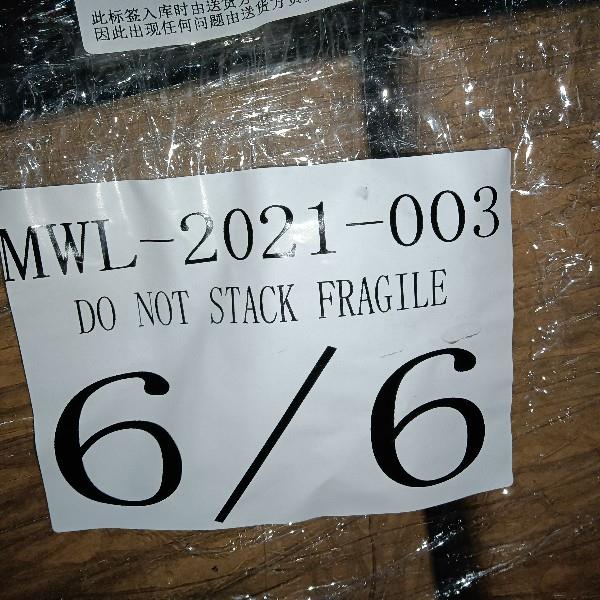 此标签入库时由送货方
因此出现任何问题由送货方负
MWL-2021-003
DO NOT STACK FRAGILE
6/6